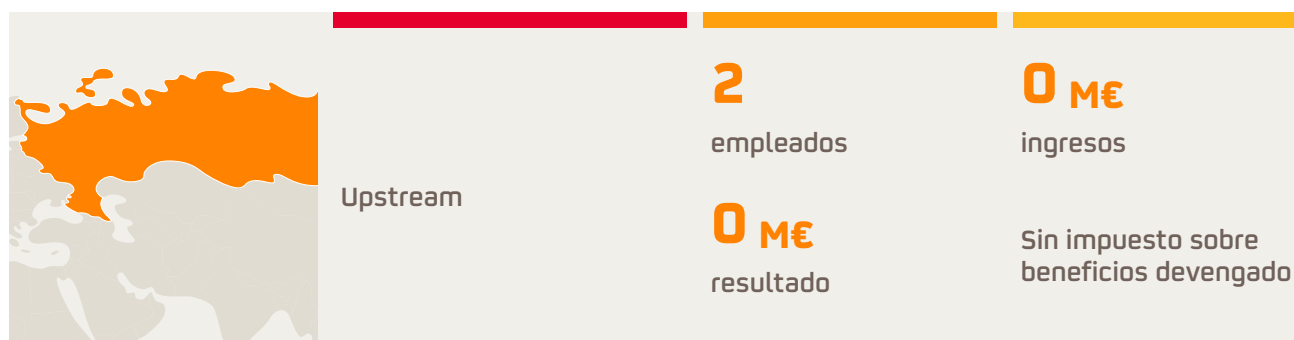 Upstream
2
empleados
0 M€
resultado
0 M€
ingresos
Sin impuesto sobre
beneficios devengado